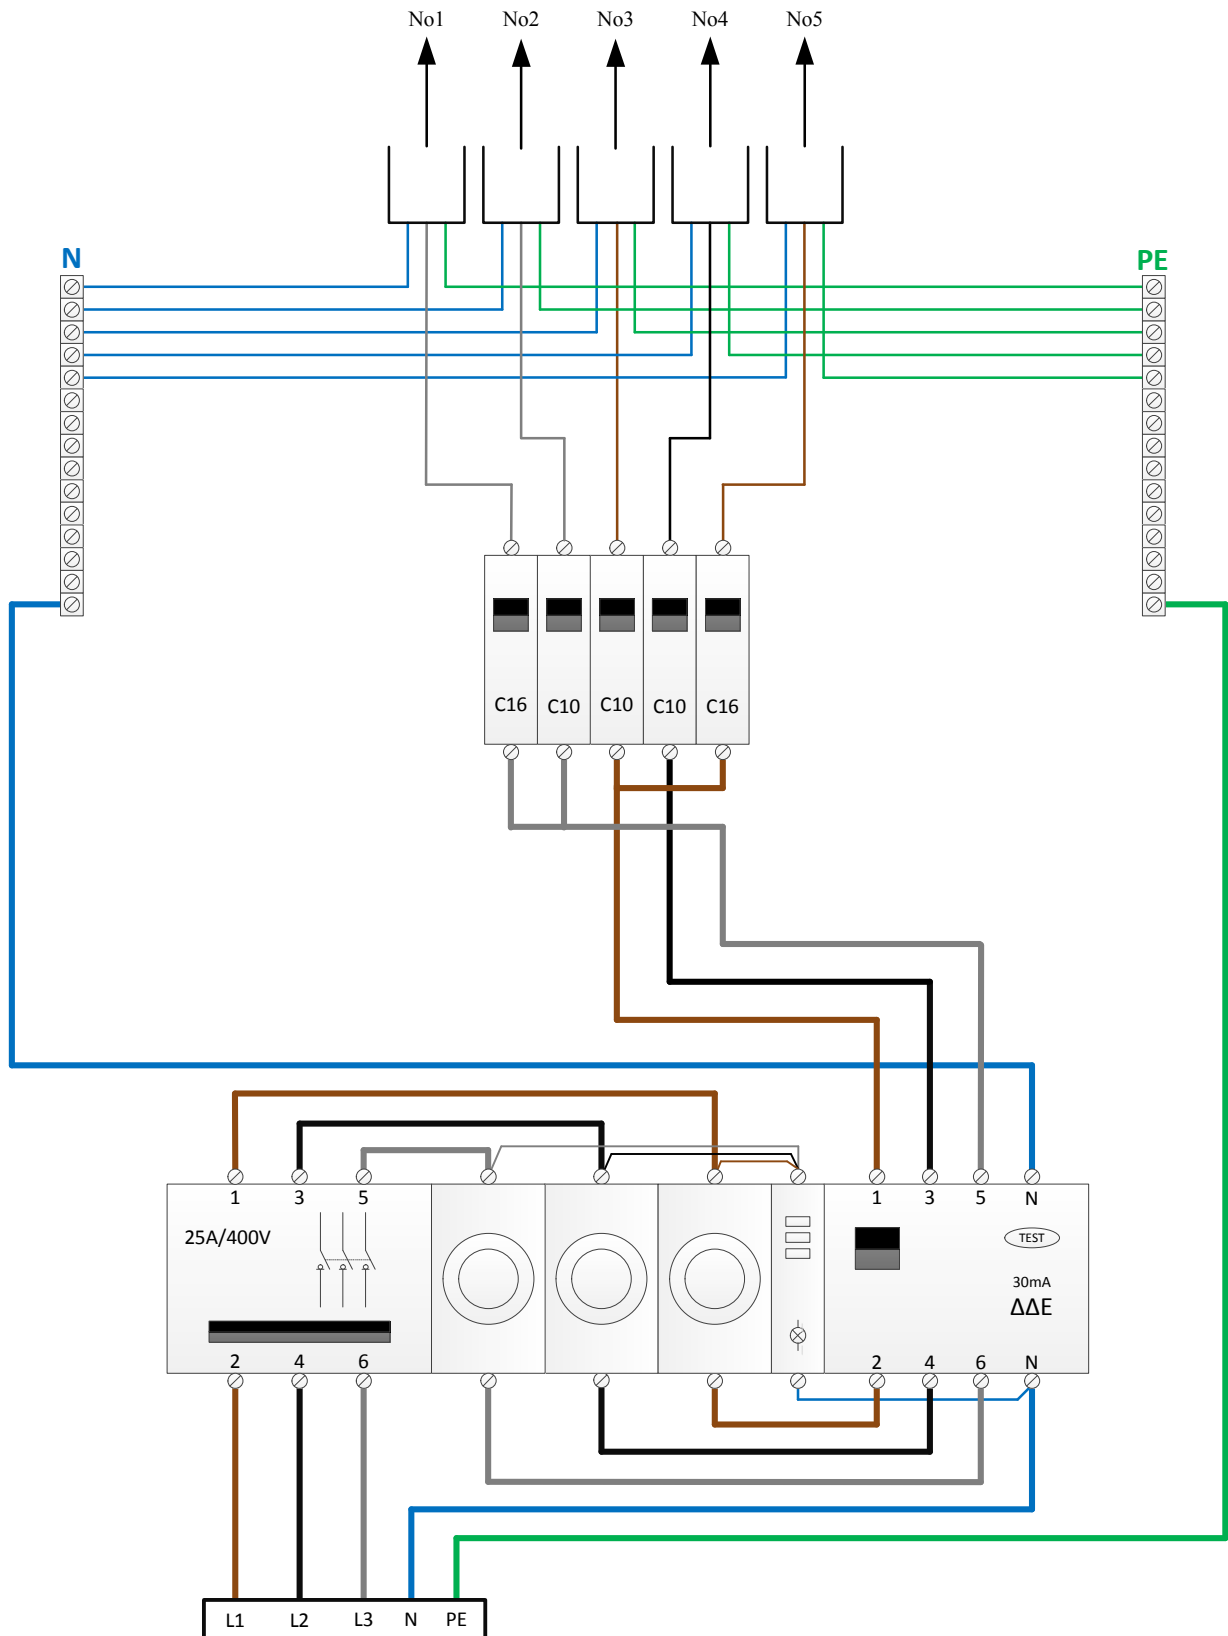 No1 No2 No3 No4 No5
N PE
C16 C10 C10 C10 C16
1 3 5 1 3 5 N
25A/400V TEST
30mA
ΔΔΕ
2 4 6 2 4 6 N
L1 L2 L3 N PE